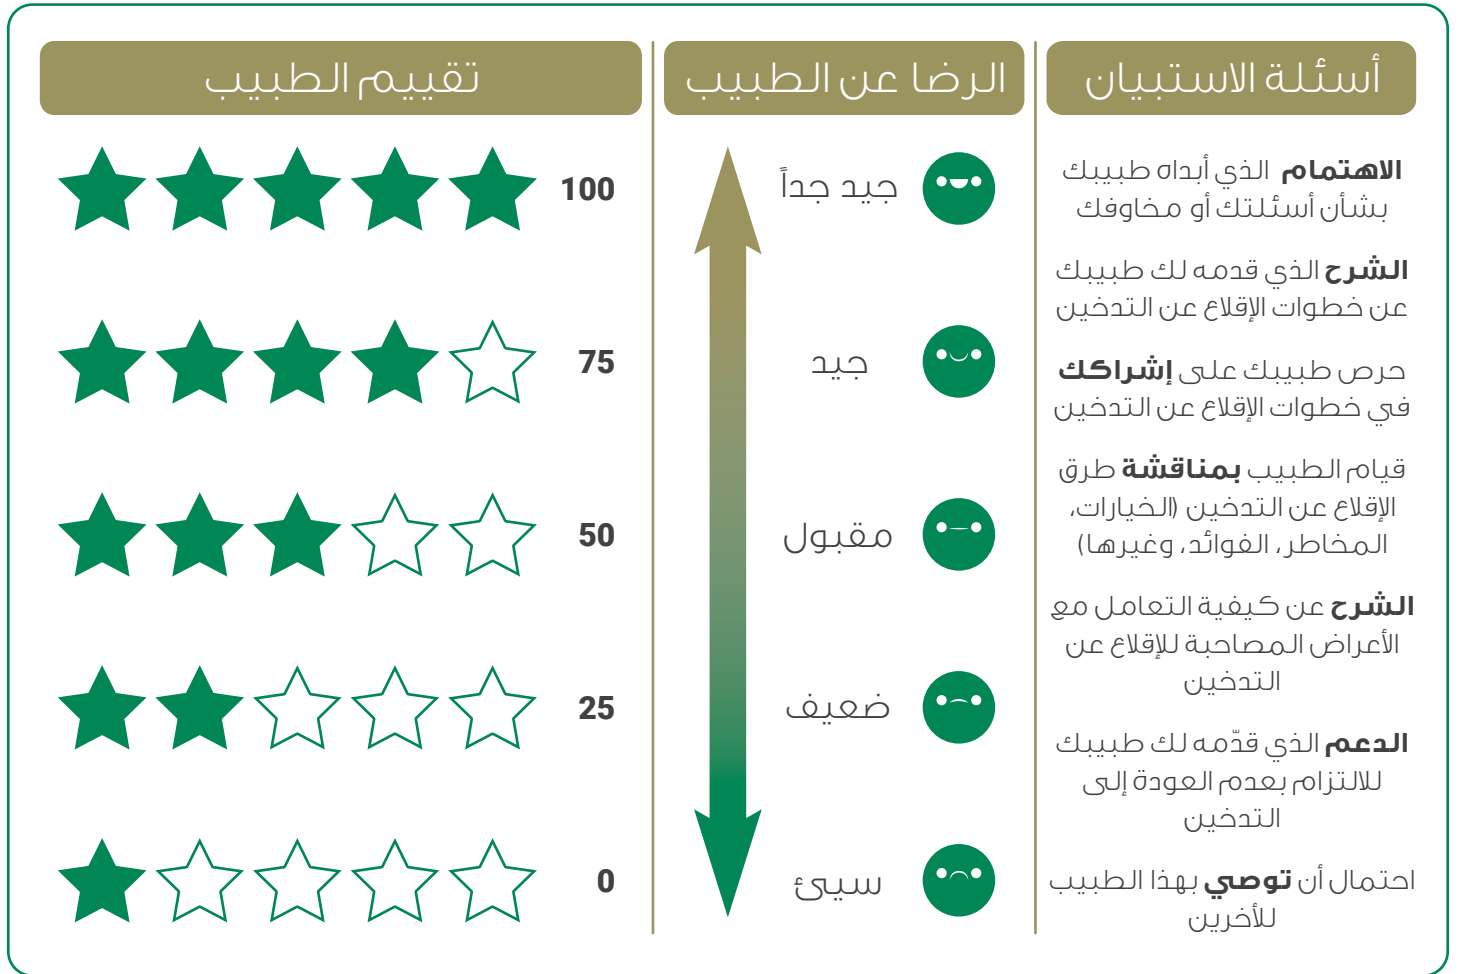 أسئلة الاستبيان
الاهتمام الذي أبداه طبيبك
بشأن أسئلتك أو مخاوفك
الشرح الذي قدمه لك طبيبك
عن خطوات الإقلاع عن التدخين
حرص طبيبك على إشراكك
في خطوات الإقلاع عن التدخين
قيام الطبيب بمناقشة طرق
الإقلاع عن التدخين (الخيارات،
المخاطر، الفوائد، وغيرها)
الشرح عن كيفية التعامل مع
الأعراض المصاحبة للإقلاع عن
التدخين
الدعم الذي قدّمه لك طبيبك
للالتزام بعدم العودة إلى
التدخين
احتمال أن توصي بهذا الطبيب
للأخرين
الرضا عن الطبيب
جيد جداً
جيد
مقبول
ضعيف
سيئ
تقييم الطبيب
100
75
50
25
0